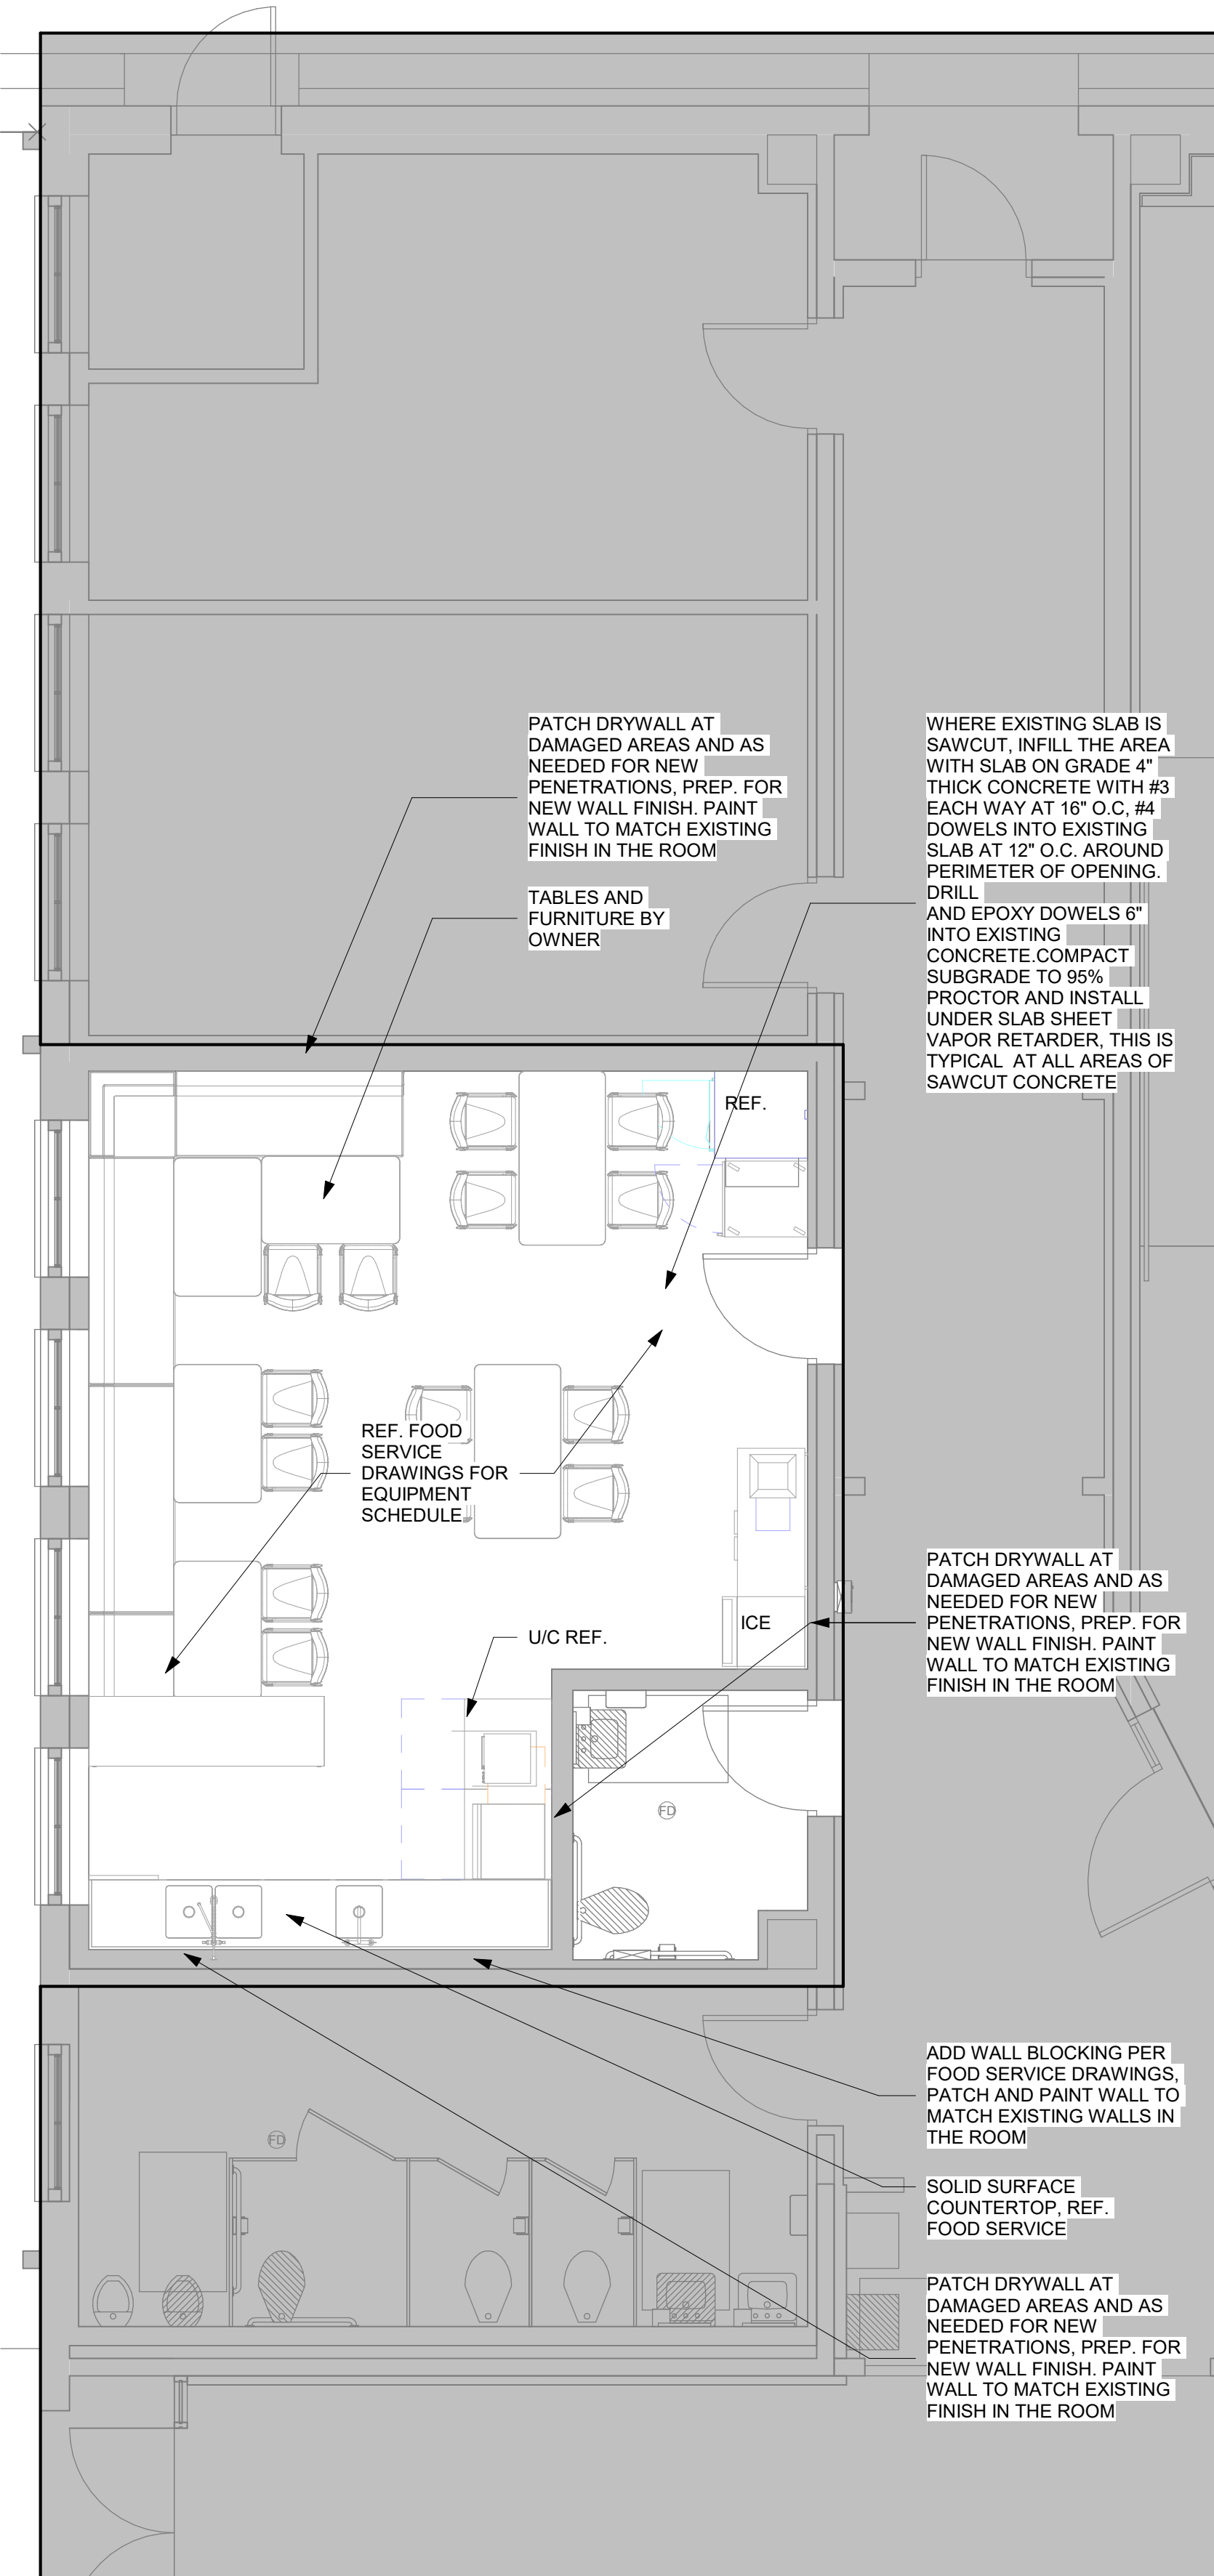 PATCH DRYWALL AT
DAMAGED AREAS AND AS
NEEDED FOR NEW
PENETRATIONS, PREP. FOR
NEW WALL FINISH. PAINT
WALL TO MATCH EXISTING
FINISH IN THE ROOM
TABLES AND
FURNITURE BY
OWNER
WHERE EXISTING SLAB IS
SAWCUT, INFILL THE AREA
WITH SLAB ON GRADE 4"
THICK CONCRETE WITH #3
EACH WAY AT 16" O.C, #4
DOWELS INTO EXISTING
SLAB AT 12" O.C. AROUND
PERIMETER OF OPENING.
DRILL
AND EPOXY DOWELS 6"
INTO EXISTING
CONCRETE.COMPACT
SUBGRADE TO 95%
PROCTOR AND INSTALL
UNDER SLAB SHEET
VAPOR RETARDER, THIS IS
TYPICAL  AT ALL AREAS OF
SAWCUT CONCRETE
REF.
REF. FOOD
SERVICE
DRAWINGS FOR
EQUIPMENT
SCHEDULE
PATCH DRYWALL AT
DAMAGED AREAS AND AS
NEEDED FOR NEW
PENETRATIONS, PREP. FOR
NEW WALL FINISH. PAINT
WALL TO MATCH EXISTING
FINISH IN THE ROOM
ICE
U/C REF.
FD
ADD WALL BLOCKING PER
FOOD SERVICE DRAWINGS,
PATCH AND PAINT WALL TO
MATCH EXISTING WALLS IN
THE ROOM
FD
SOLID SURFACE
COUNTERTOP, REF.
FOOD SERVICE
PATCH DRYWALL AT
DAMAGED AREAS AND AS
NEEDED FOR NEW
PENETRATIONS, PREP. FOR
NEW WALL FINISH. PAINT
WALL TO MATCH EXISTING
FINISH IN THE ROOM